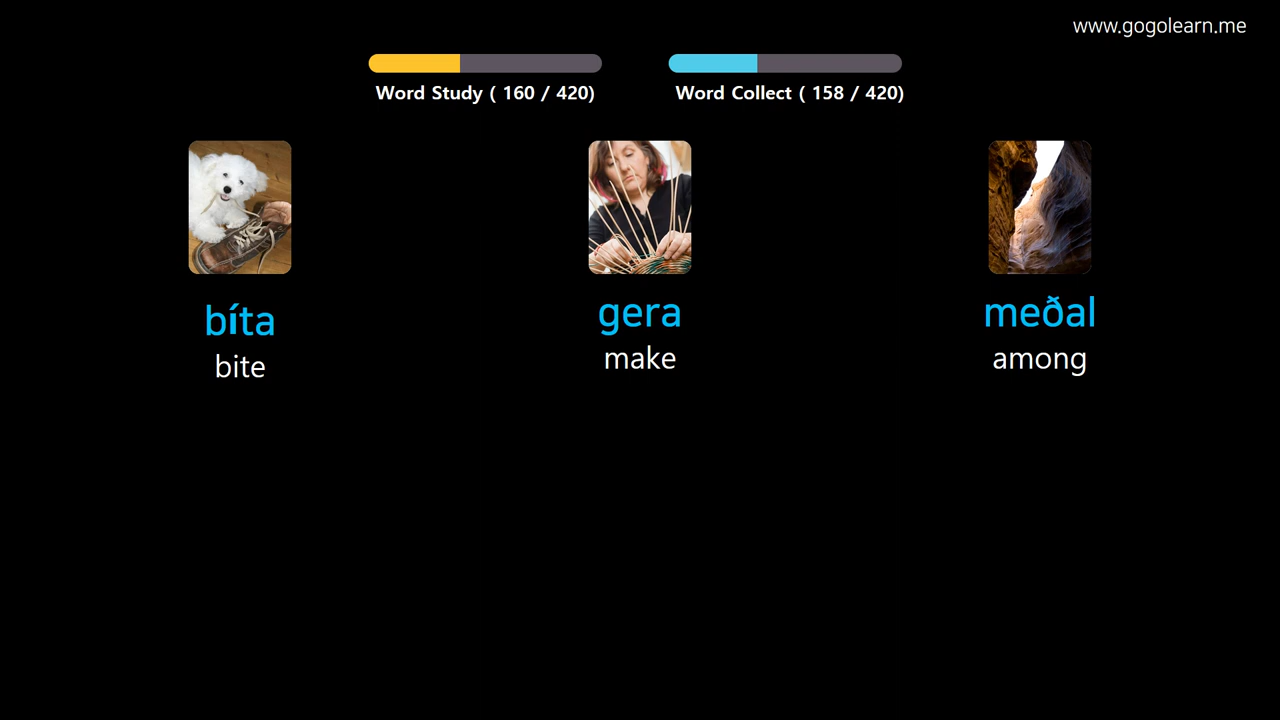 www.gogolearn.me
Word Study ( 160 / 420)
Word Collect ( 158 / 420)
bíta
bite
gera
make
meðal
among